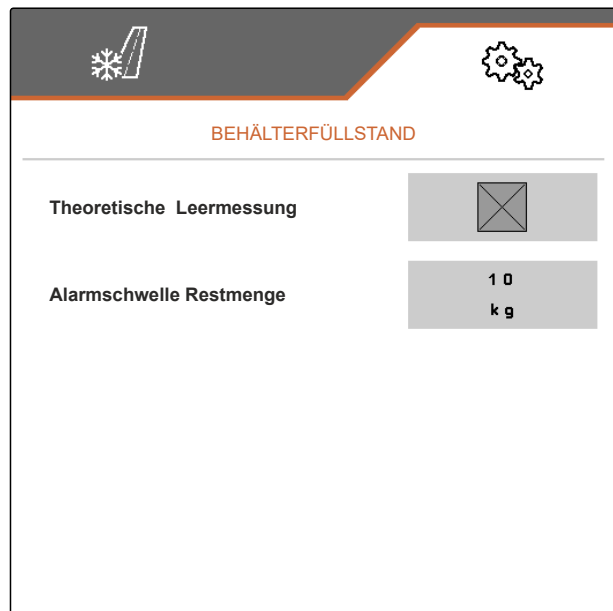 BEHÄLTERFÜLLSTAND
Theoretische Leermessung
Alarmschwelle Restmenge
10
kg